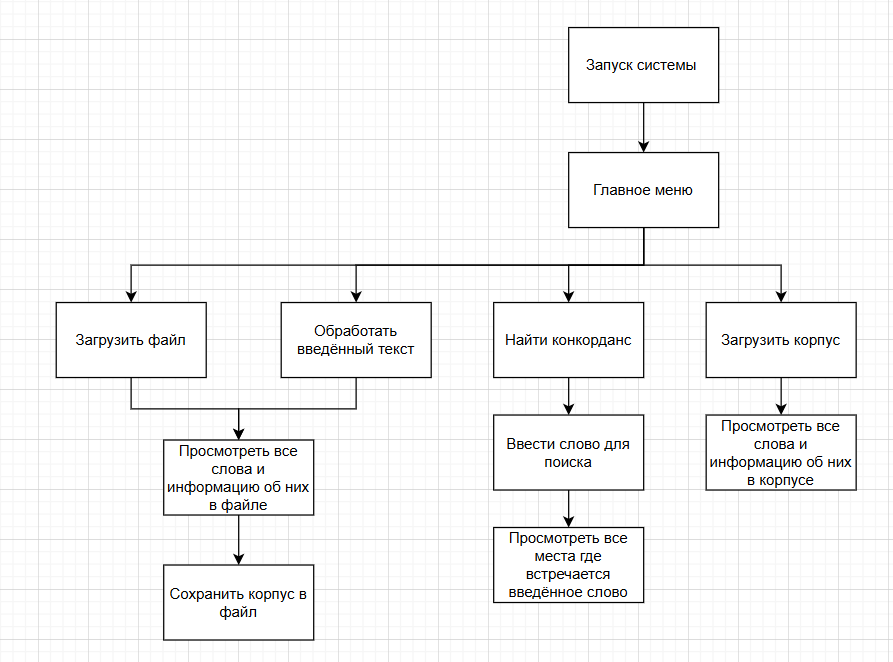 Запуск системы
Главное меню
Загрузить файл
Обработать
введённый текст
Найти конкорданс
Загрузить корпус
Просмотреть все
слова и
информацию об них
в файле
Ввести слово для
поиска
Просмотреть все
слова и
информацию об них
в корпусе
Сохранить корпус в
файл
Просмотреть все
места где
встречается
введённое слово